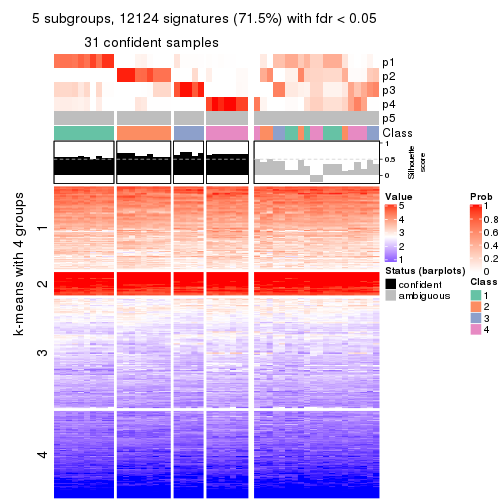 5 subgroups, 12124 signatures (71.5%) with fdr < 0.05
31 confident samples
p1
p2
p3
p4
p5
Class
1
0.5
0
Silhouette
score
k-means with 4 groups
1
2
3
4
Value
5
4
3
2
1
Status (barplots)
confident
ambiguous
Prob
1
0.8
0.6
0.4
0.2
0
Class
1
2
3
4